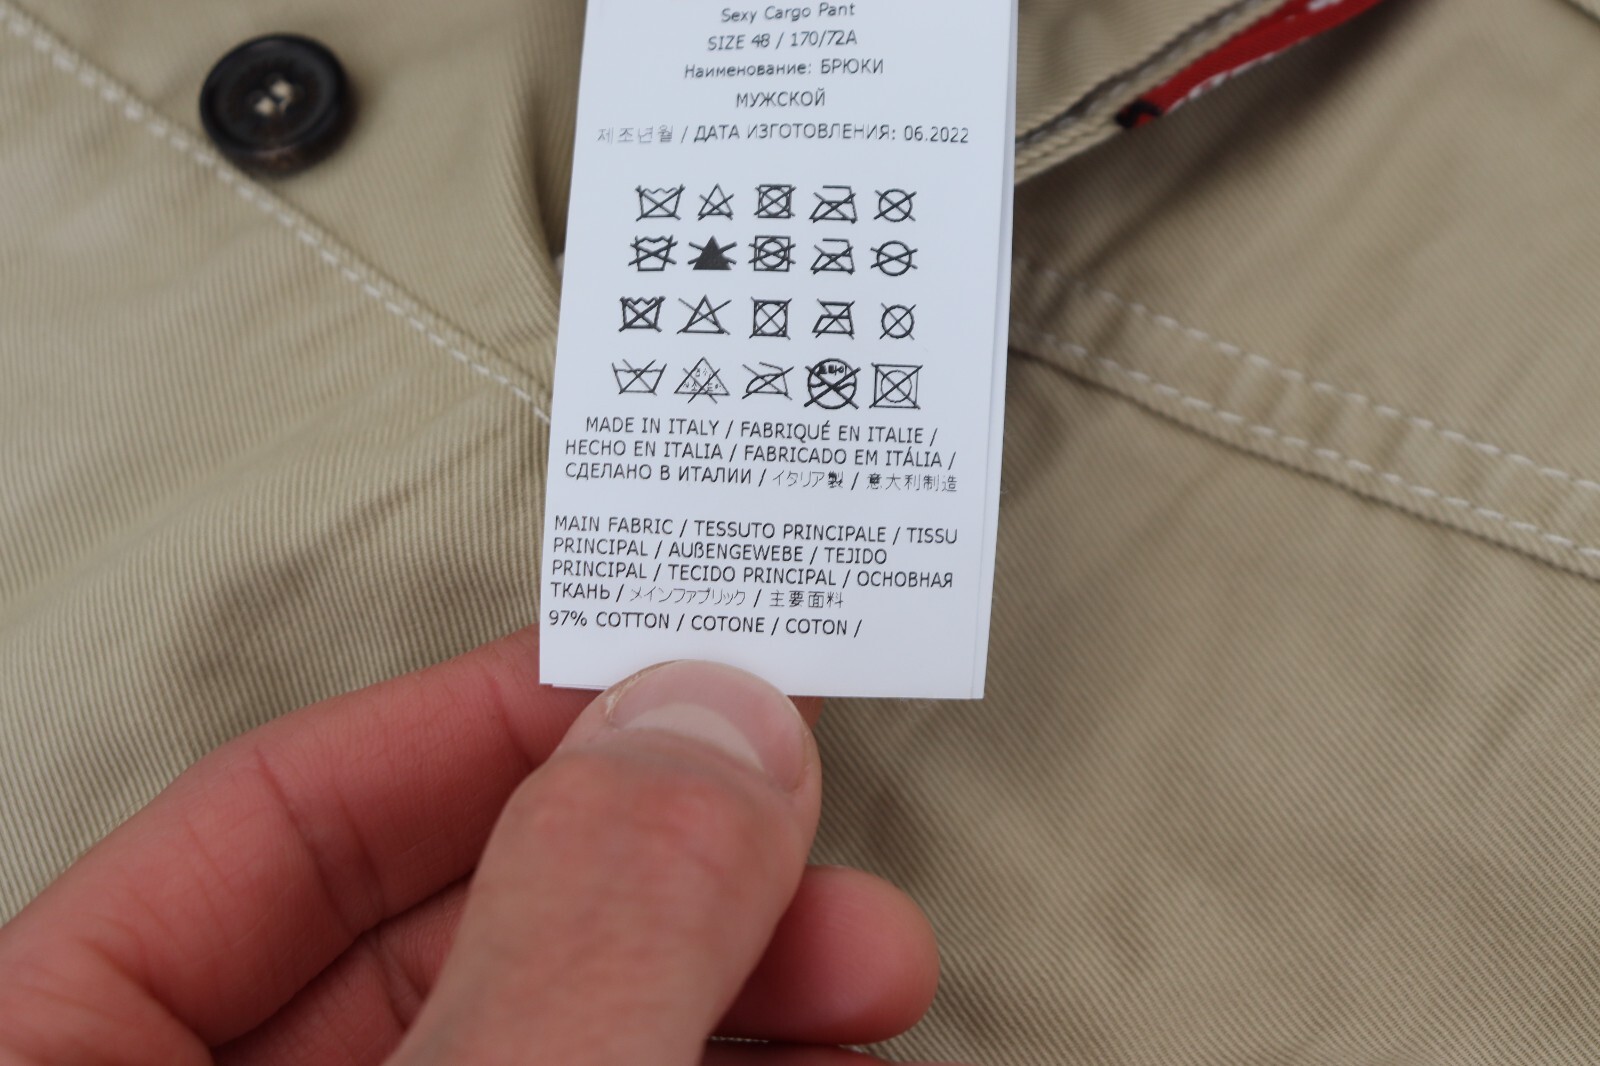 Sexy Cargo Pant
SIZE 48 / 170/72A
Наименование: БРЮКИ
МУЖСКОЙ
제조년월 / ДАТА ИЗГОТОВЛЕНИЯ: 06.2022
드라이
MADE IN ITALY / FABRIQUÉ EN ITALIE /
HECHO EN ITALIA / FABRICADO EM ITÁLIA /
СДЕЛАНО В ИТАЛИИ / イタリア製 / 意大利制造
MAIN FABRIC / TESSUTO PRINCIPALE / TISSU
PRINCIPAL / AUßENGEWEBE / TEJIDO
PRINCIPAL / TECIDO PRINCIPAL / ОСНОВНАЯ
ТКАНЬ / メインファブリック / 主要面料
97% COTTON / COTONE / COTON /